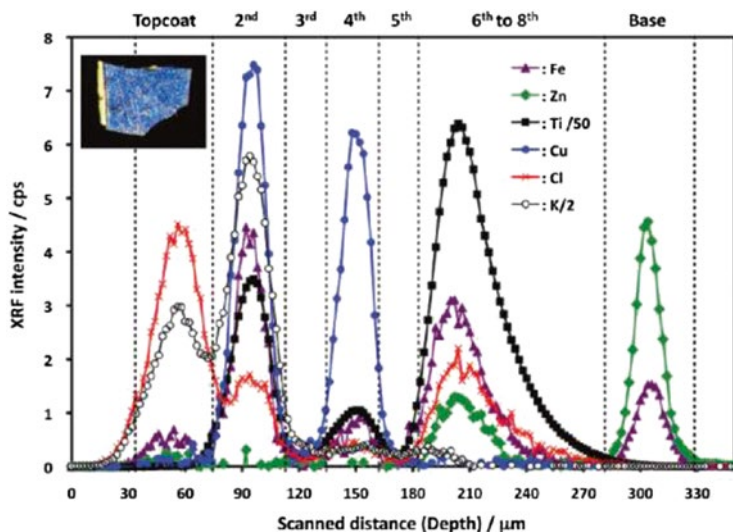 Topcoat 2nd 3rd 4th 5th 6th to 8th Base
8
7
6
5
4
3
2
1
0
XRF intensity / cps
: Fe
: Zn
: Ti /50
: Cu
: Cl
: K/2
0 30 60 90 120 150 180 210 240 270 300 330
Scanned distance (Depth) / μm